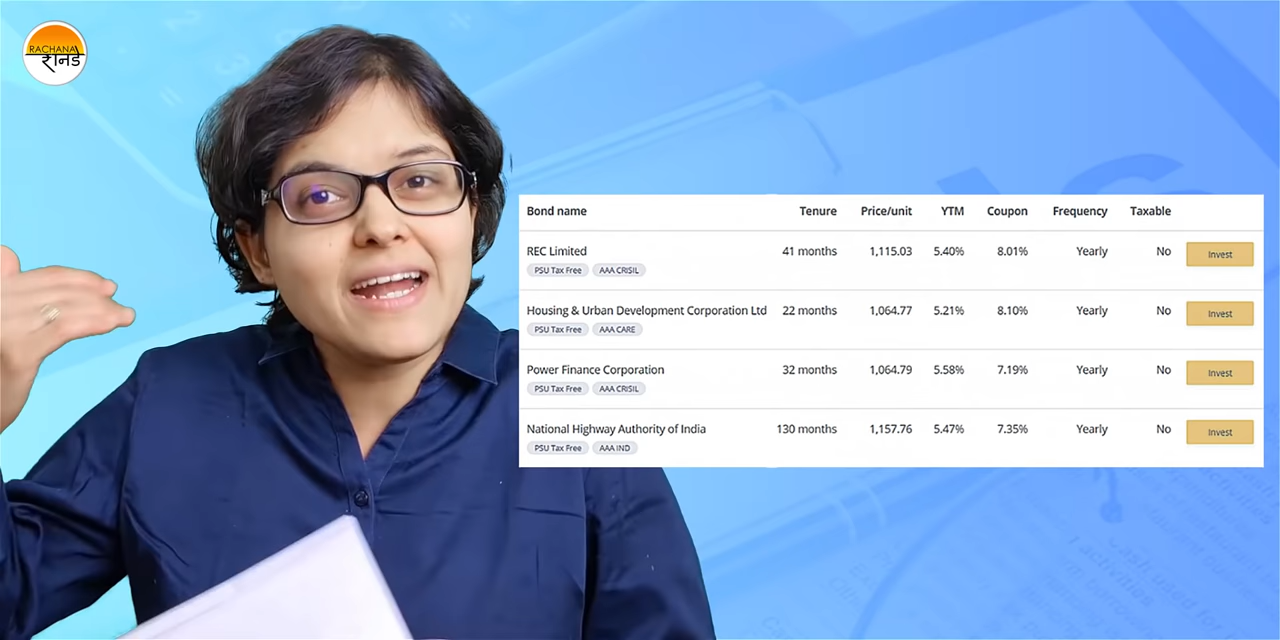 RACHANA
रानडे
Bond name Tenure Price/unit YTM Coupon Frequency Taxable
REC Limited 41 months 1,115.03 5.40% 8.01% Yearly No Invest
PSU Tax Free AAA CRISIL
Housing & Urban Development Corporation Ltd 22 months 1,064.77 5.21% 8.10% Yearly No Invest
PSU Tax Free AAA CARE
Power Finance Corporation 32 months 1,064.79 5.58% 7.19% Yearly No Invest
PSU Tax Free AAA CRISIL
National Highway Authority of India 130 months 1,157.76 5.47% 7.35% Yearly No Invest
PSU Tax Free AAA IND